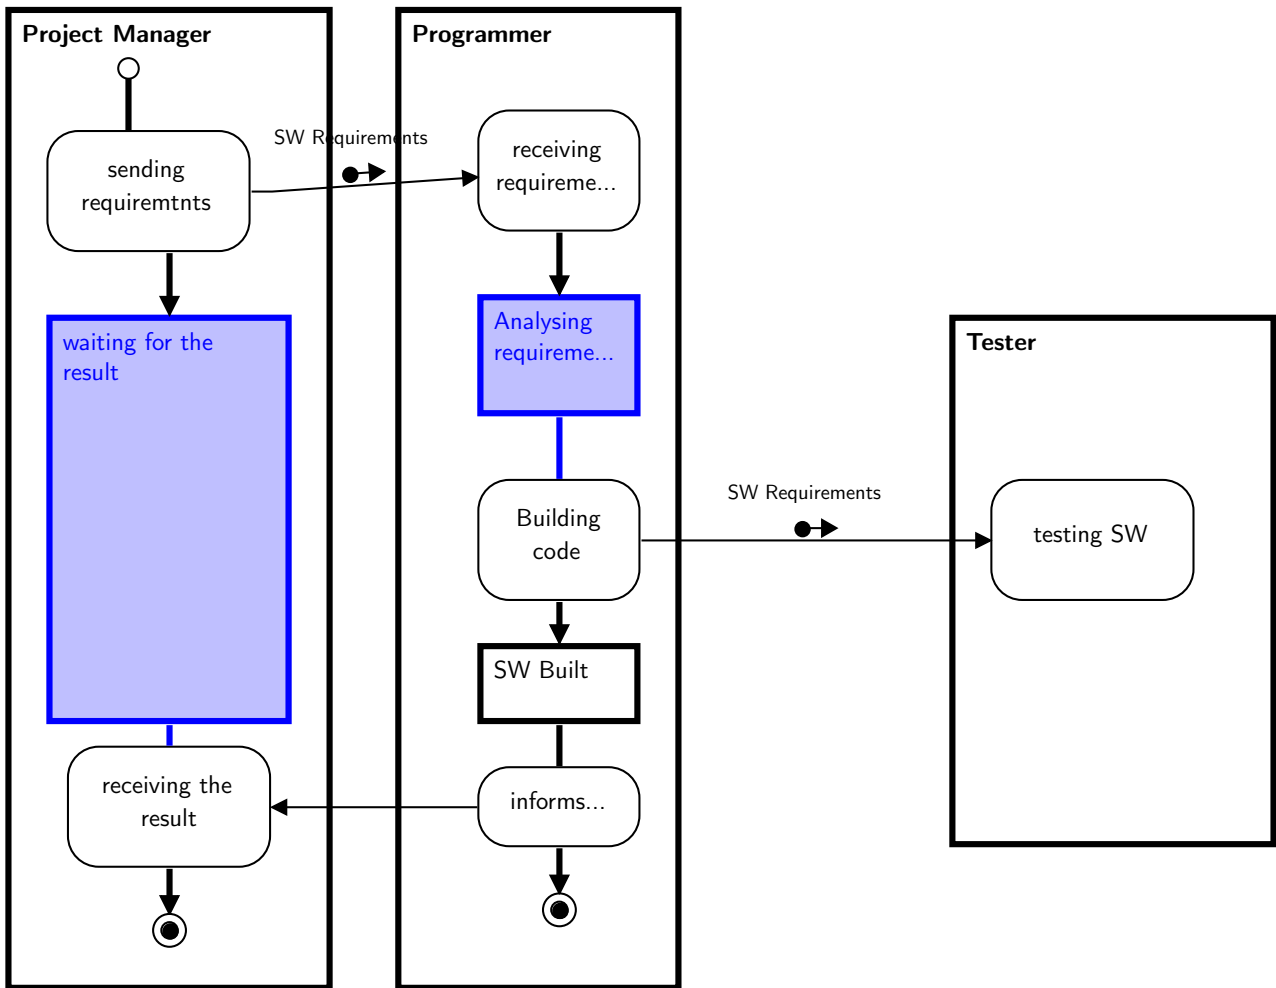 Project Manager
Programmer
SW Requirements
sending
requiremtnts
receiving
requireme...
waiting for the
result
Analysing
requireme...
Tester
SW Requirements
Building
code
testing SW
SW Built
receiving the
result
informs...